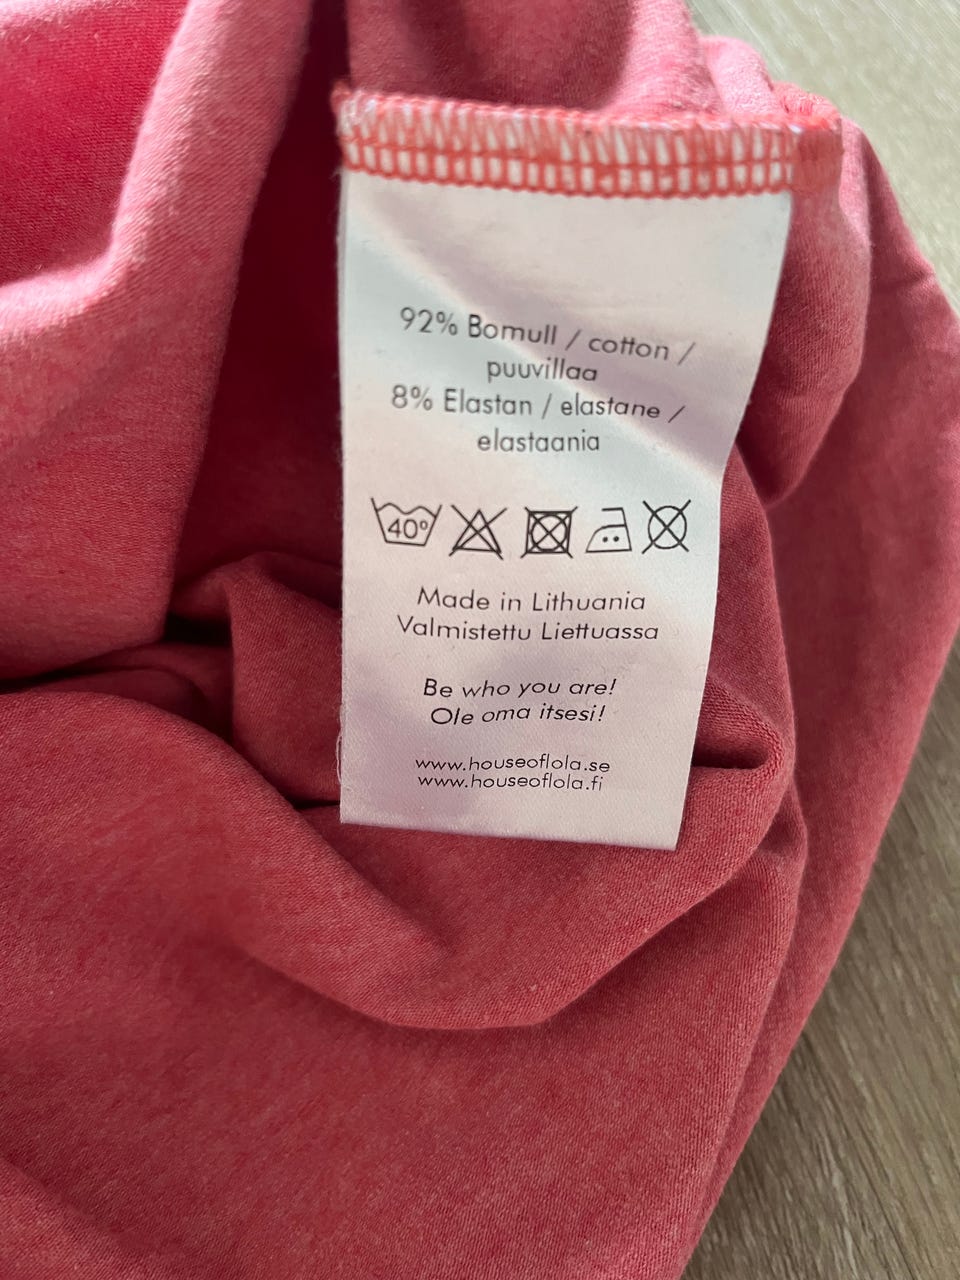 92% Bomull / cotton /
puuvillaa
8% Elastan / elastane /
elastaania
40°
Made in Lithuania
Valmistettu Liettuassa
Be who you are!
Ole oma itsesi!
www.houseoflola.se
www.houseoflola.fi